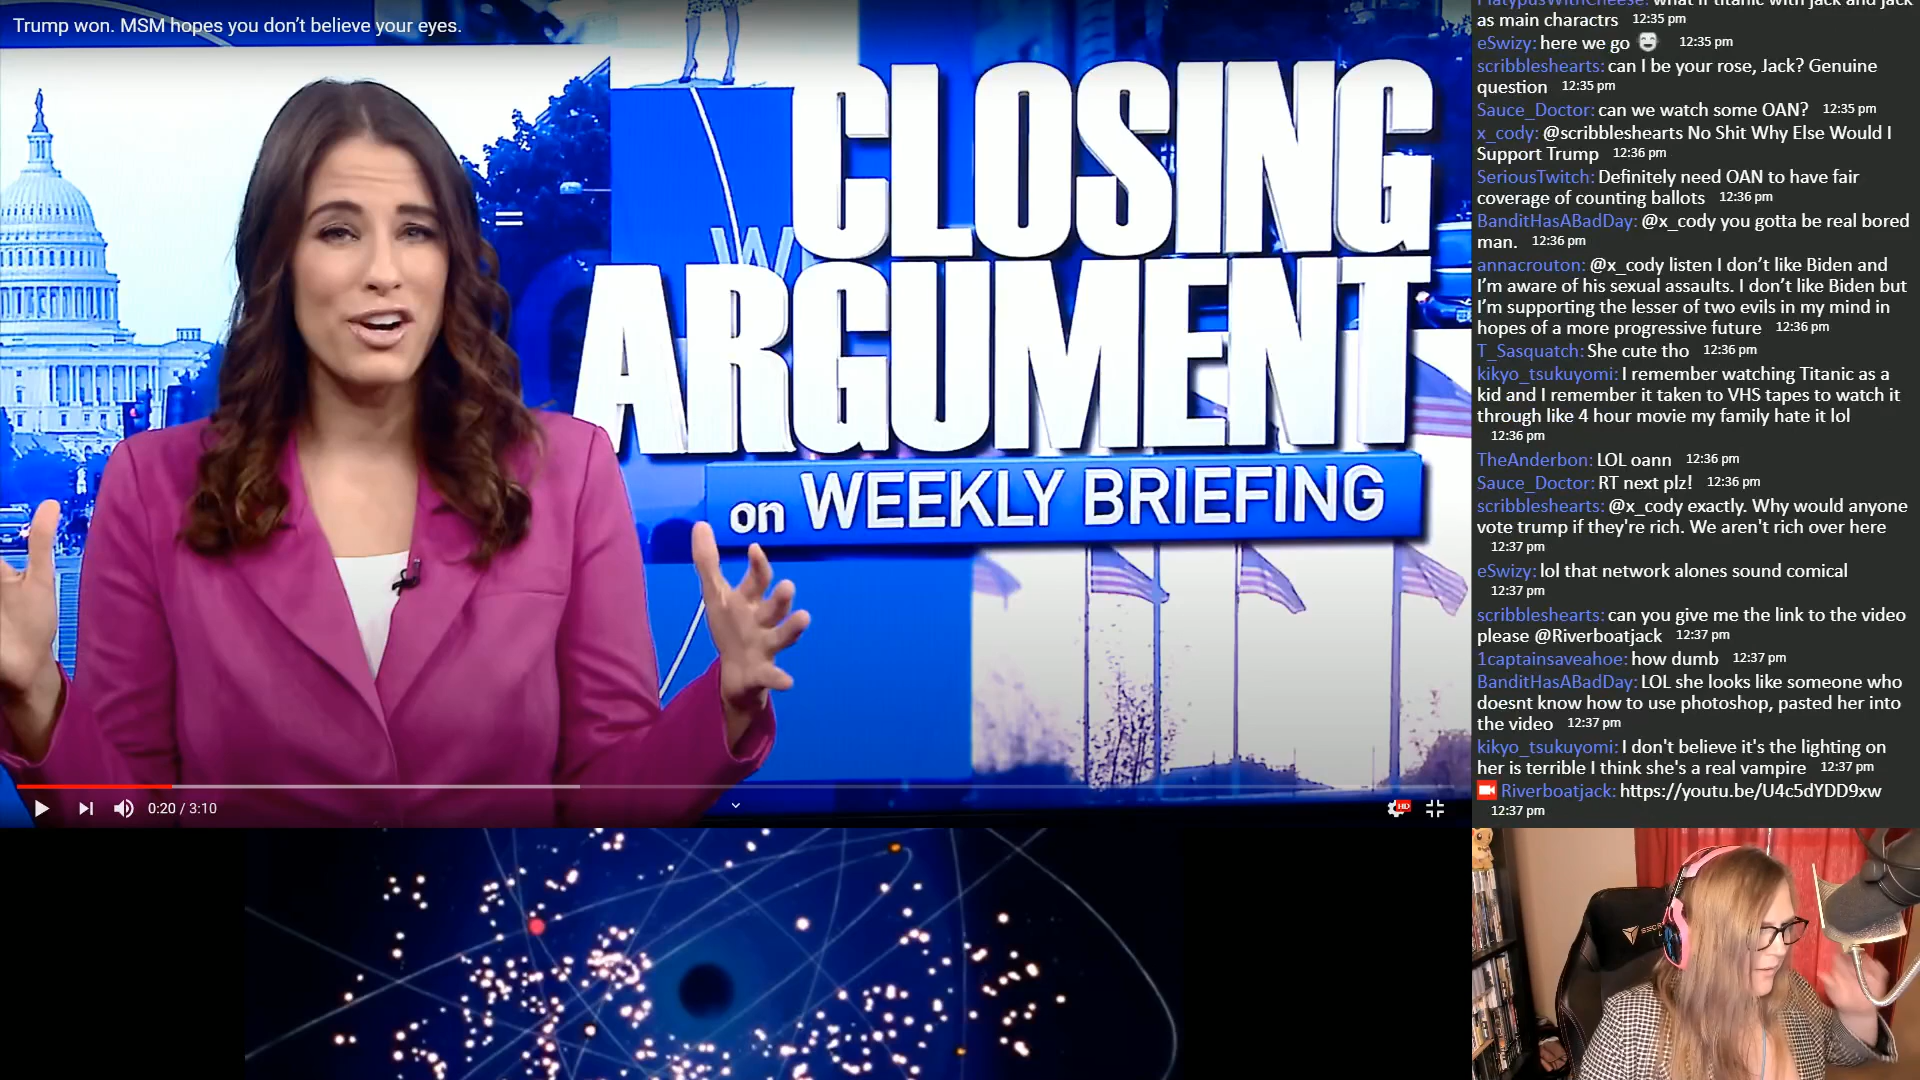 Trump won. MSM hopes you don’t believe your eyes.
CLOSING
ARGUMENT
on WEEKLY BRIEFING
0:20 / 3:10
HD
PlatypusWithCheese: what if titanic with jack and jack
as main charactrs 12:35 pm
eSwizy: here we go 12:35 pm
scribbleshearts: can I be your rose, Jack? Genuine
question 12:35 pm
Sauce_Doctor: can we watch some OAN? 12:35 pm
x_cody: @scribbleshearts No Shit Why Else Would I
Support Trump 12:36 pm
SeriousTwitch: Definitely need OAN to have fair
coverage of counting ballots 12:36 pm
BanditHasABadDay: @x_cody you gotta be real bored
man. 12:36 pm
annacrouton: @x_cody listen I don’t like Biden and
I’m aware of his sexual assaults. I don’t like Biden but
I’m supporting the lesser of two evils in my mind in
hopes of a more progressive future 12:36 pm
T_Sasquatch: She cute tho 12:36 pm
kikyo_tsukuyomi: I remember watching Titanic as a
kid and I remember it taken to VHS tapes to watch it
through like 4 hour movie my family hate it lol
12:36 pm
TheAnderbon: LOL oann 12:36 pm
Sauce_Doctor: RT next plz! 12:36 pm
scribbleshearts: @x_cody exactly. Why would anyone
vote trump if they're rich. We aren't rich over here
12:37 pm
eSwizy: lol that network alones sound comical
12:37 pm
scribbleshearts: can you give me the link to the video
please @Riverboatjack 12:37 pm
1captainsaveahoe: how dumb 12:37 pm
BanditHasABadDay: LOL she looks like someone who
doesnt know how to use photoshop, pasted her into
the video 12:37 pm
kikyo_tsukuyomi: I don't believe it's the lighting on
her is terrible I think she's a real vampire 12:37 pm
Riverboatjack: https://youtu.be/U4c5dYDD9xw
12:37 pm